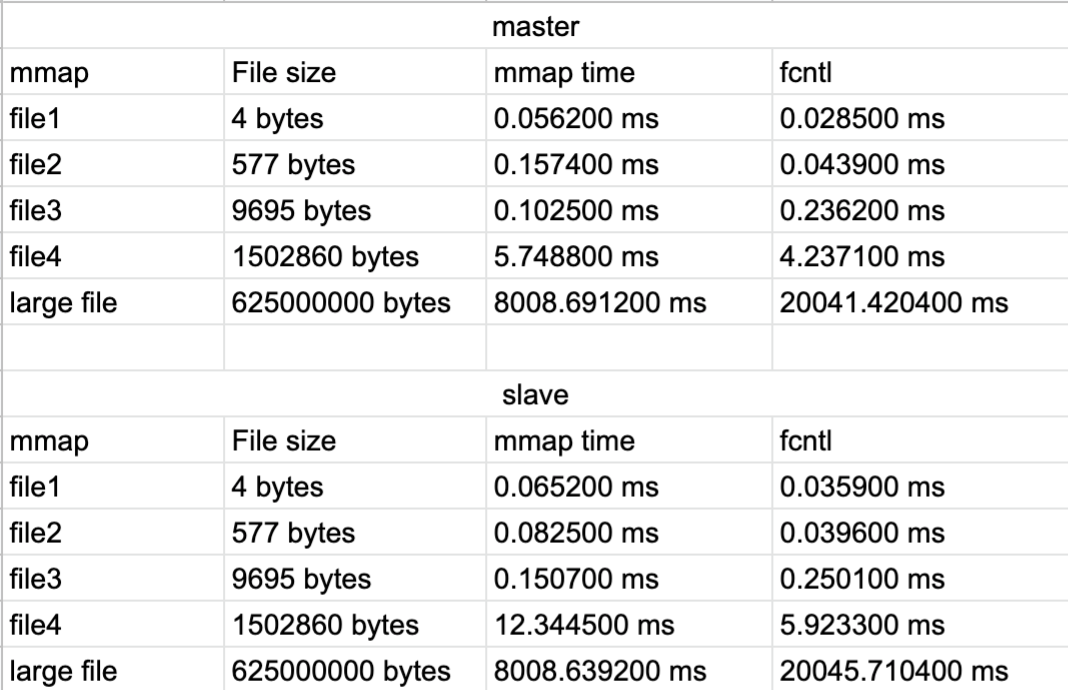 master
mmap File size mmap time fcntl
file1 4 bytes 0.056200 ms 0.028500 ms
file2 577 bytes 0.157400 ms 0.043900 ms
file3 9695 bytes 0.102500 ms 0.236200 ms
file4 1502860 bytes 5.748800 ms 4.237100 ms
large file 625000000 bytes 8008.691200 ms 20041.420400 ms
slave
mmap File size mmap time fcntl
file1 4 bytes 0.065200 ms 0.035900 ms
file2 577 bytes 0.082500 ms 0.039600 ms
file3 9695 bytes 0.150700 ms 0.250100 ms
file4 1502860 bytes 12.344500 ms 5.923300 ms
large file 625000000 bytes 8008.639200 ms 20045.710400 ms